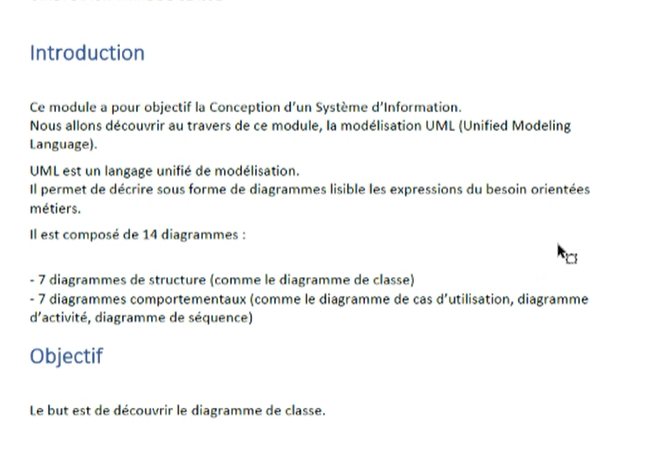 Introduction
Ce module a pour objectif la Conception d'un Système d'Information.
Nous allons découvrir au travers de ce module, la modélisation UML (Unified Modeling
Language).
UML est un langage unifié de modélisation.
Il permet de décrire sous forme de diagrammes lisible les expressions du besoin orientées
métiers.
Il est composé de 14 diagrammes :
- 7 diagrammes de structure (comme le diagramme de classe)
- 7 diagrammes comportementaux (comme le diagramme de cas d'utilisation, diagramme
d'activité, diagramme de séquence)
Objectif
Le but est de découvrir le diagramme de classe.